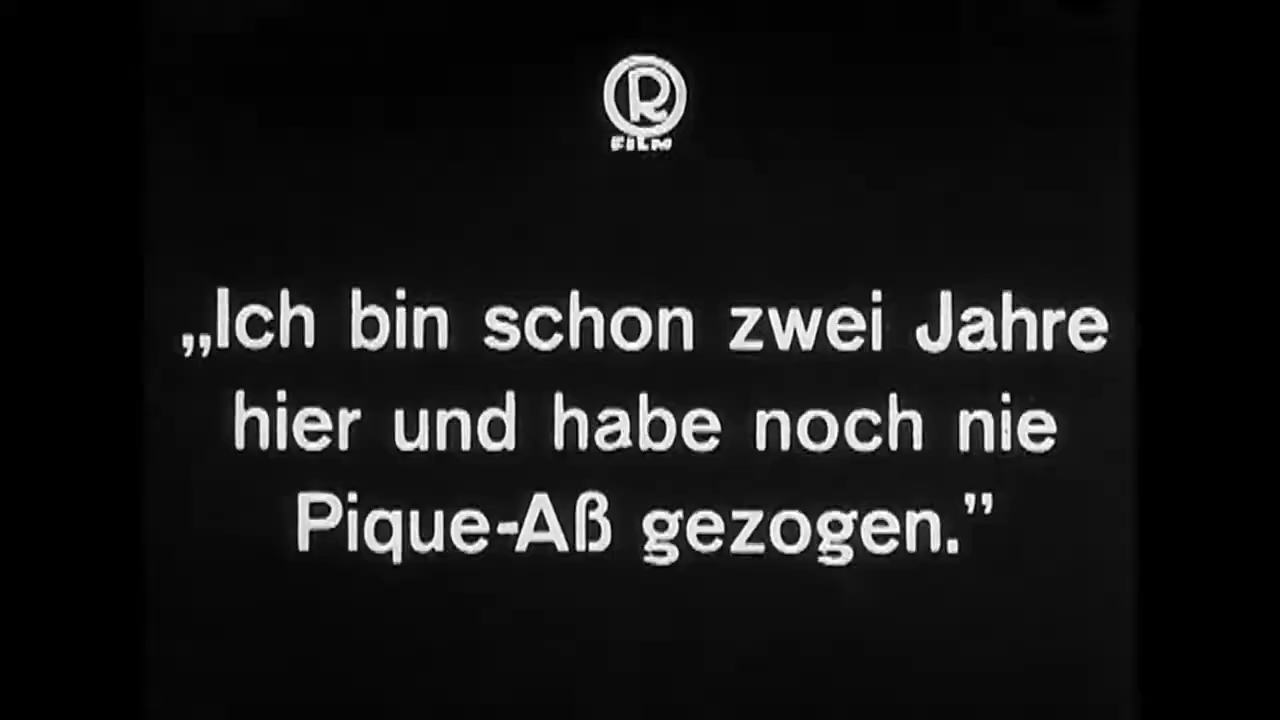 R
FILM
„Ich bin schon zwei Jahre
hier und habe noch nie
Pique-Aß gezogen.”